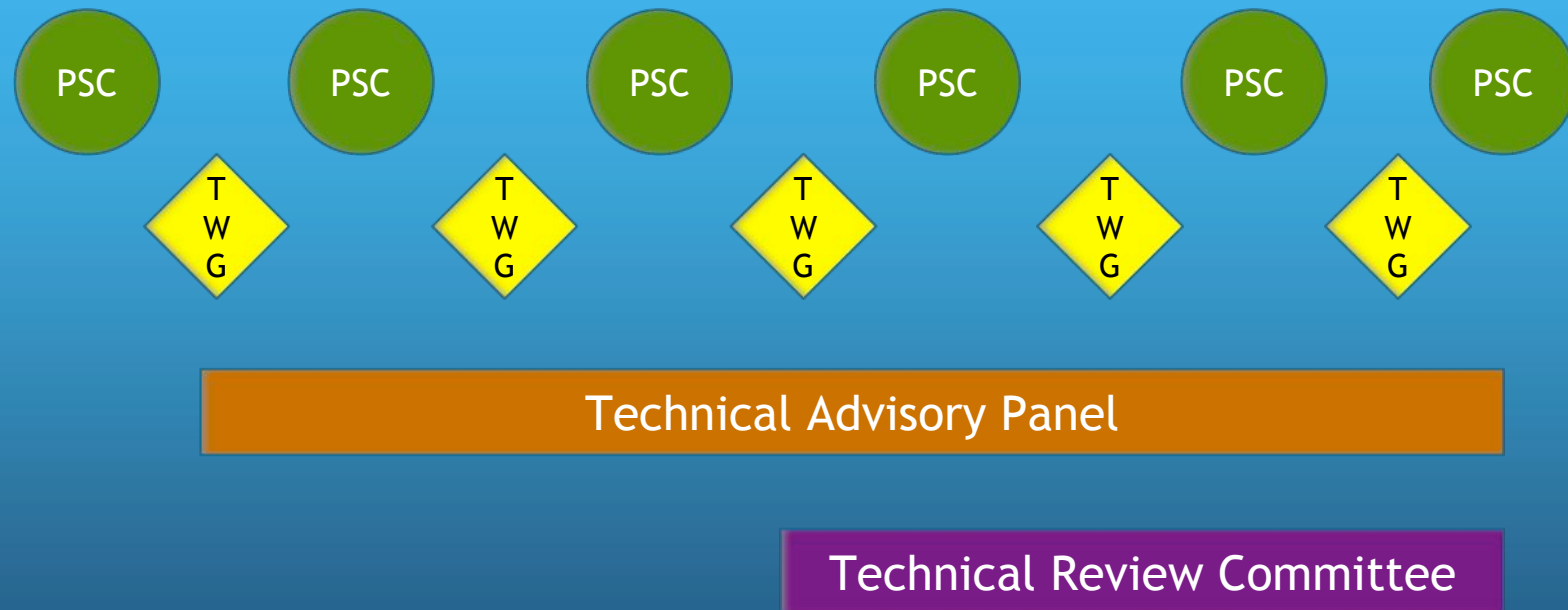 PSC PSC PSC PSC PSC PSC
T W G
T W G
T W G
T W G
T W G
Technical Advisory Panel
Technical Review Committee